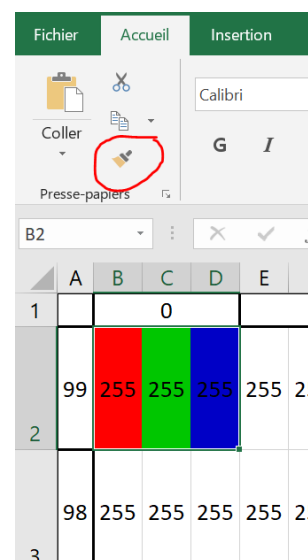 Fichier Accueil Insertion
Calibri
Coller
G I
Presse-papiers
B2
A B C D E
1 0
99 255 255 255 255
2
98 255 255 255 255
3